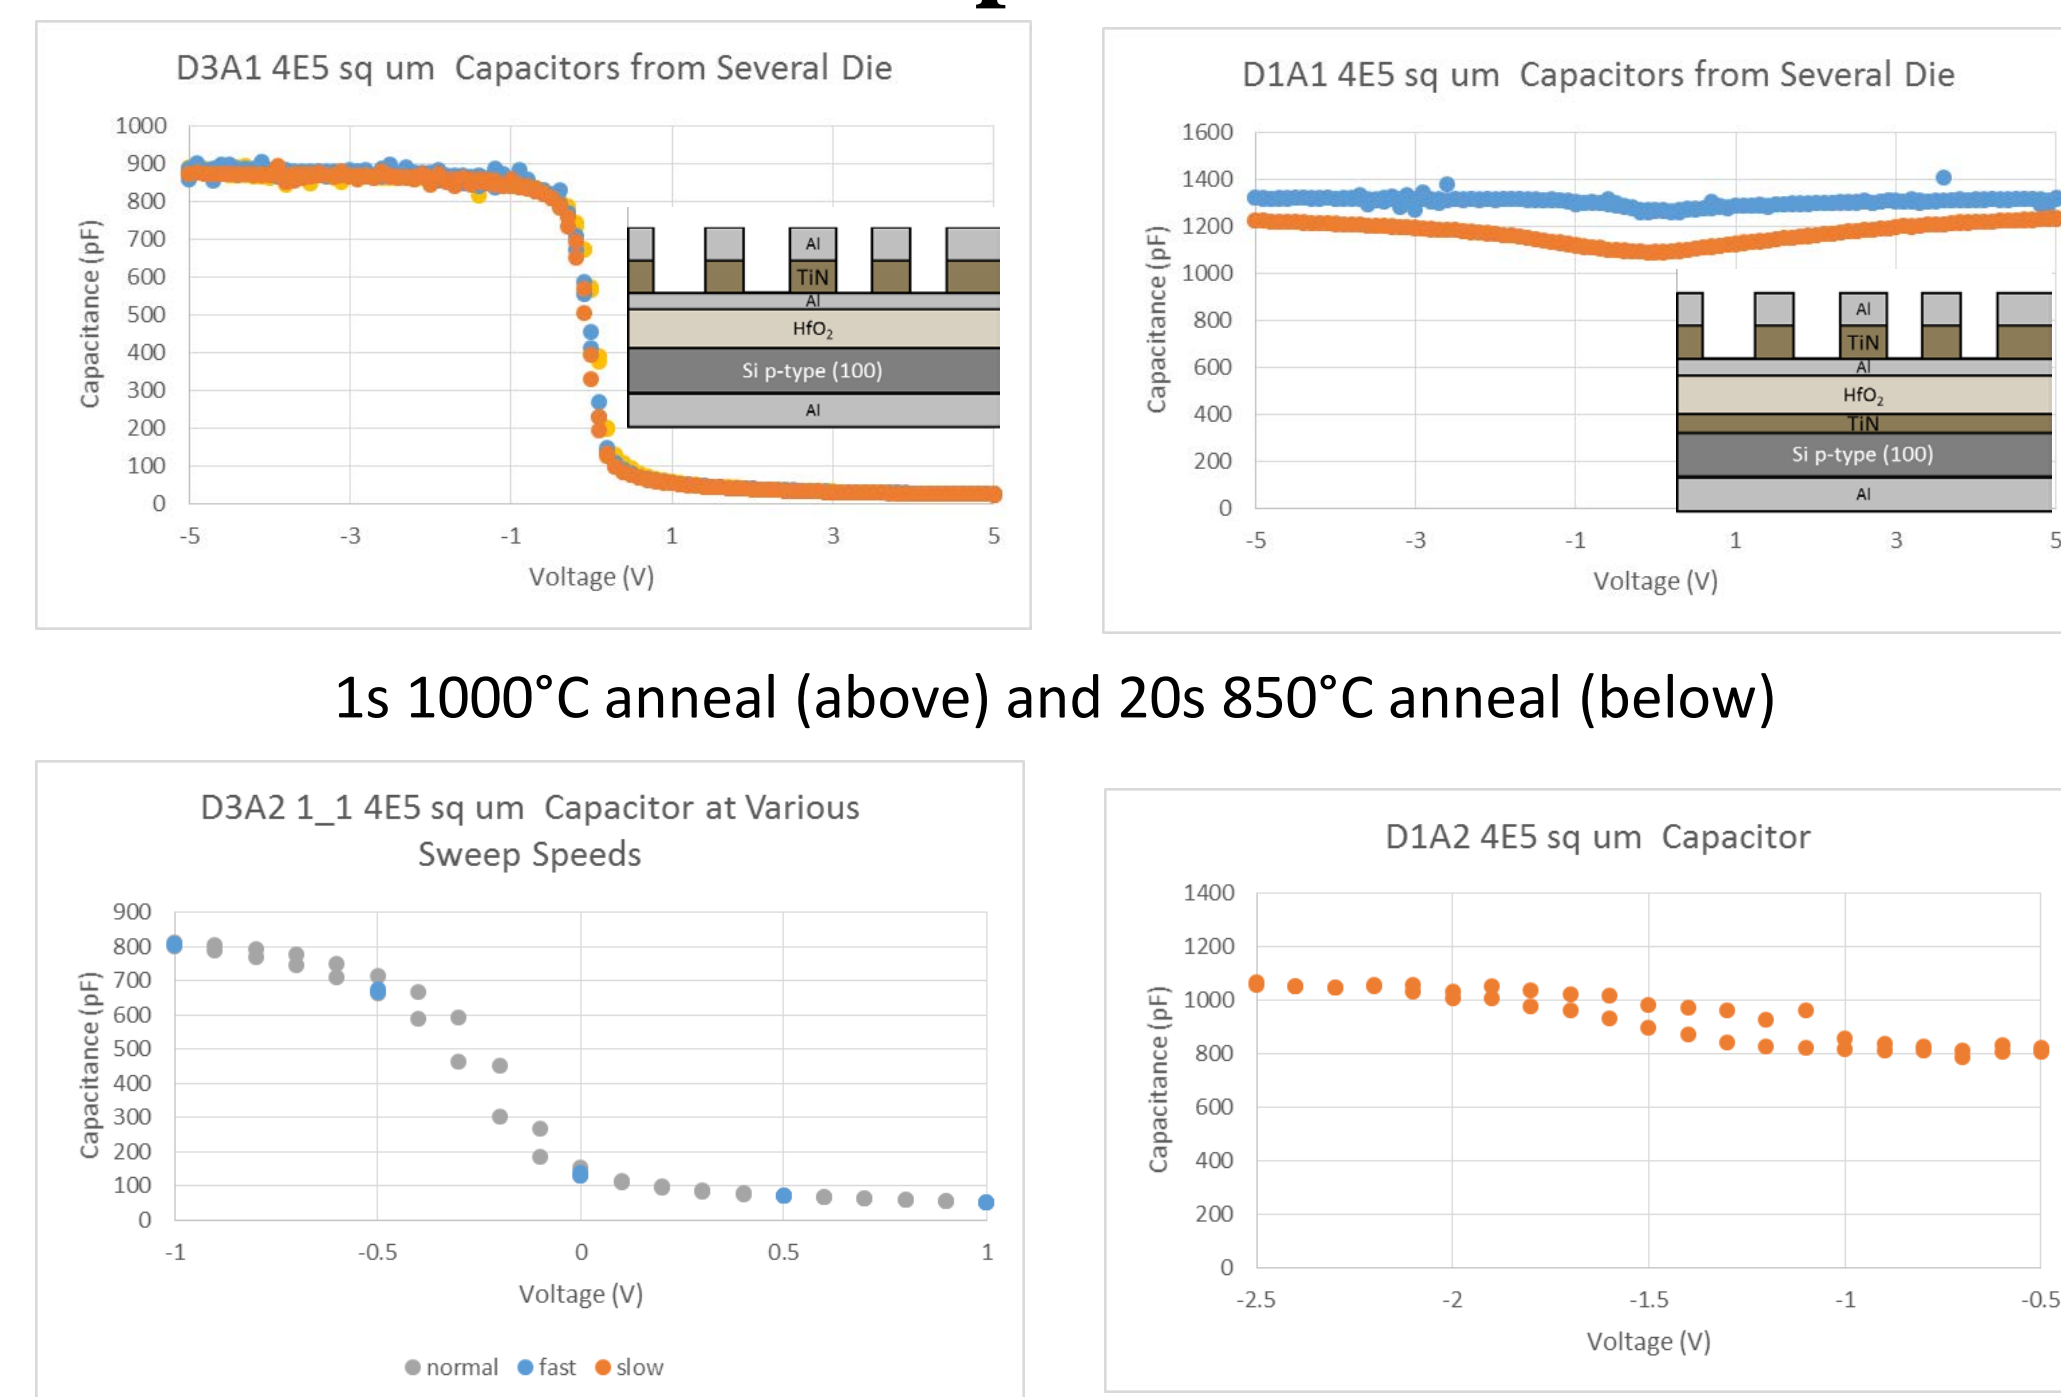 D3A1 4E5 sq um Capacitors from Several Die
1000
900
800
700
600
500
400
300
200
100
0
Capacitance (pF)
-5
-3
-1
1
3
5
Voltage (V)
Al
TiN
Al
HfO₂
Si p-type (100)
Al
D1A1 4E5 sq um Capacitors from Several Die
1600
1400
1200
1000
800
600
400
200
0
Capacitance (pF)
-5
-3
-1
1
3
5
Voltage (V)
Al
TiN
Al
HfO₂
TiN
Si p-type (100)
Al
1s 1000°C anneal (above) and 20s 850°C anneal (below)
D3A2 1_1 4E5 sq um Capacitor at Various
Sweep Speeds
900
800
700
600
500
400
300
200
100
0
Capacitance (pF)
-1
-0.5
0
0.5
1
Voltage (V)
normal fast slow
D1A2 4E5 sq um Capacitor
1400
1200
1000
800
600
400
200
0
Capacitance (pF)
-2.5
-2
-1.5
-1
-0.5
Voltage (V)